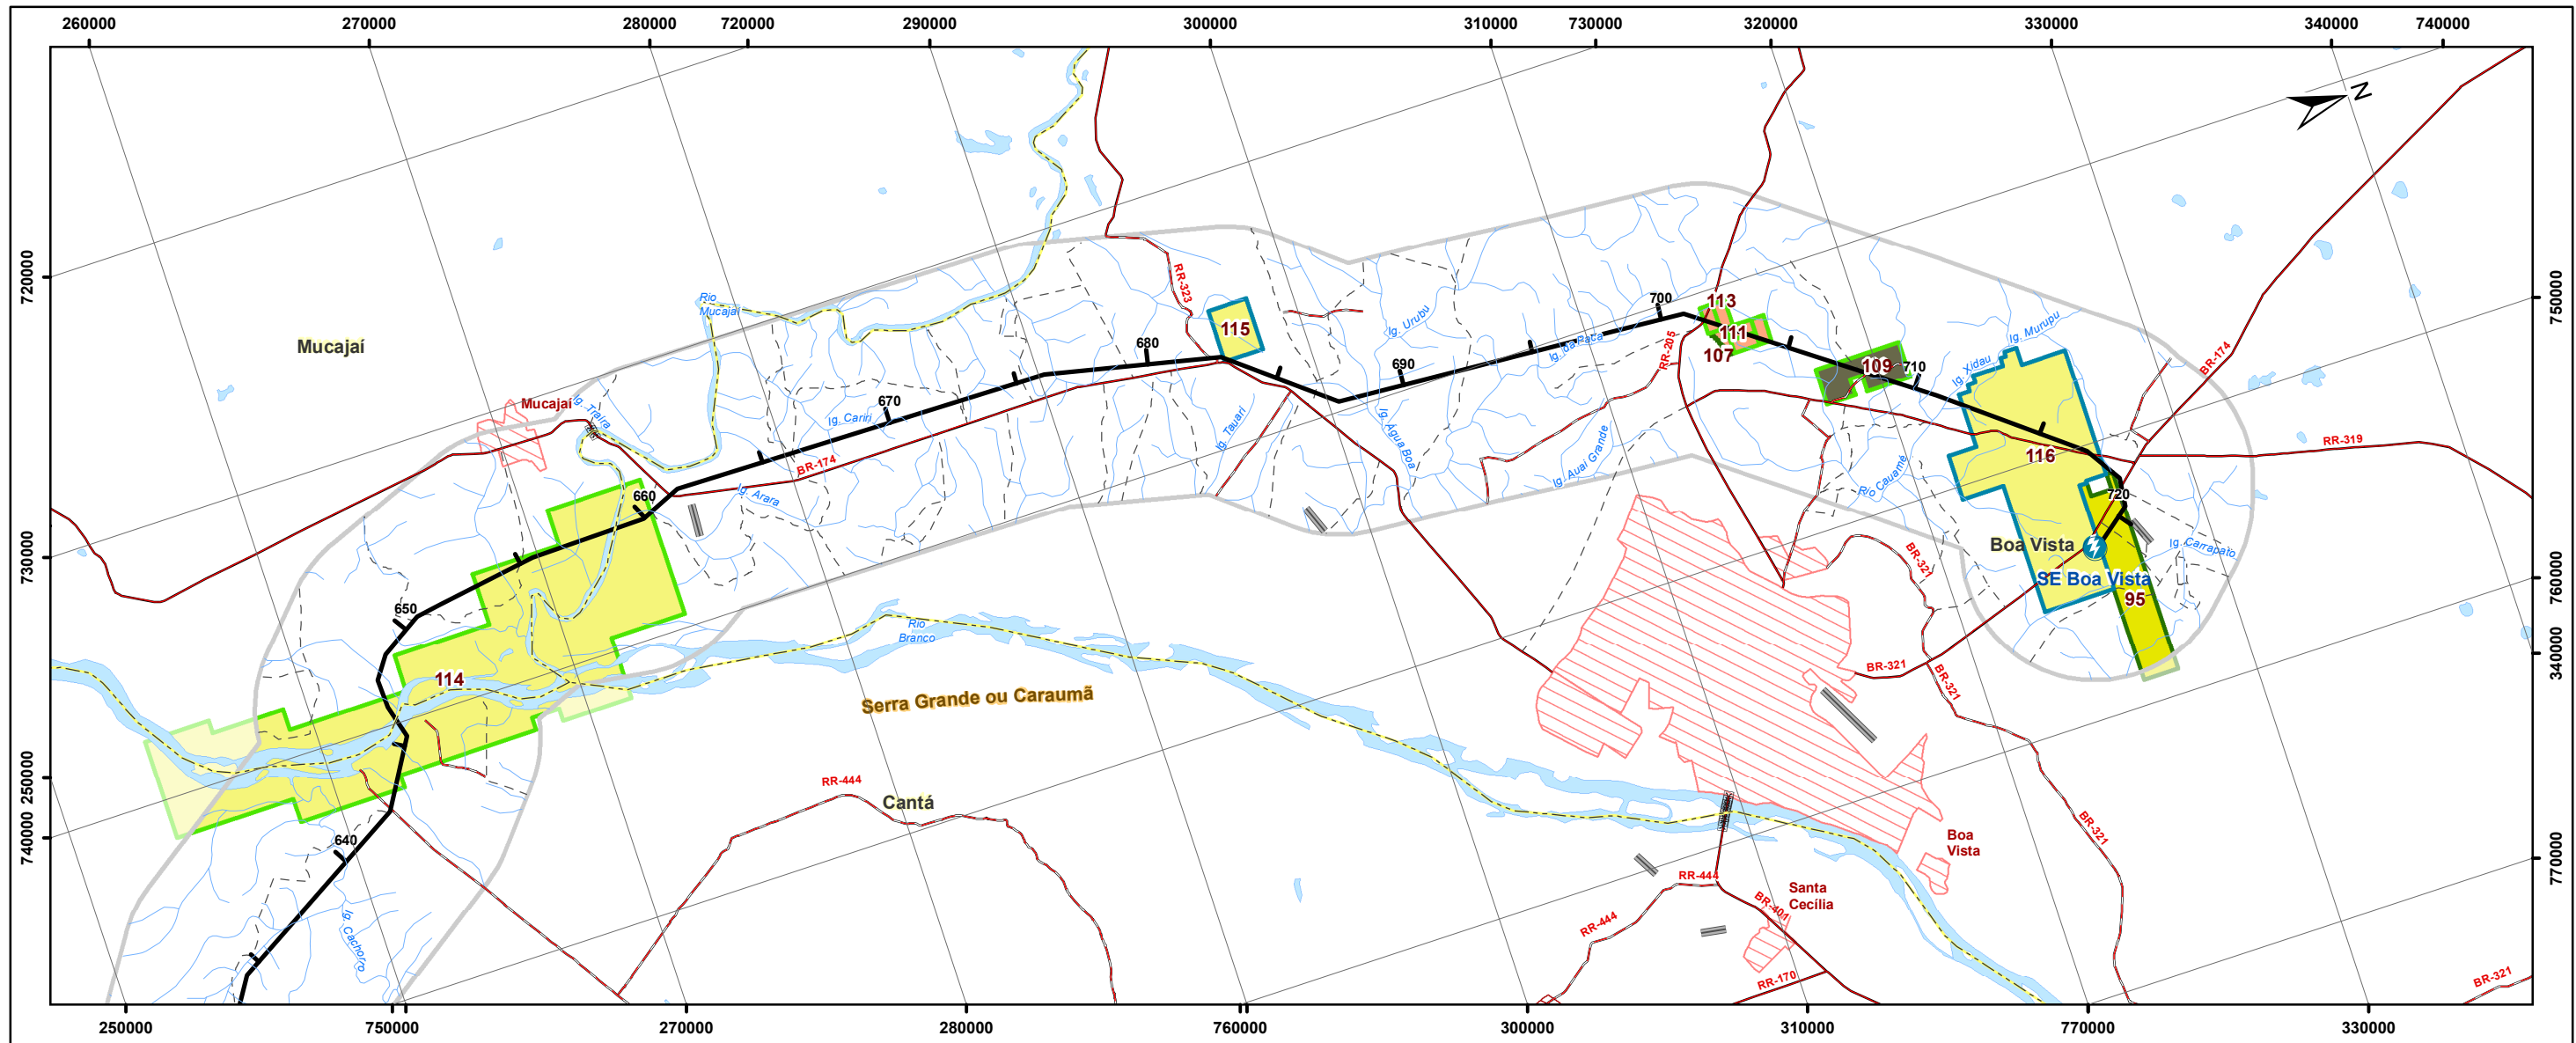 260000 270000 280000 720000 290000 300000 310000 730000 320000 330000 340000 740000
N
720000
730000
250000
740000
750000
760000
340000
770000
Mucajaí
Rio
Mucajaí
RR-323
115
680
Ig. Urubu
700
113
111
107
Ig. da Paca
RR-205
109
710
Ig. Xidau
Ig. Murupu
BR-174
Mucajaí
Ig. Traíra
Ig. Cariri
670
690
Ig. Tauari
Ig. Água Boa
Ig. Auaí Grande
BR-174
Ig. Arara
RR-319
116
Rio Cauamé
660
720
Boa Vista
Ig. Carrapato
SE Boa Vista
95
BR-321
650
Rio
Branco
114
BR-321
BR-321
Serra Grande ou Caraumã
RR-444
Cantá
640
Ig. Cachorro
BR-321
Boa
Vista
RR-444
Santa
Cecília
BR-401
RR-444
RR-170
BR-321
250000 750000 270000 280000 760000 300000 310000 770000 330000